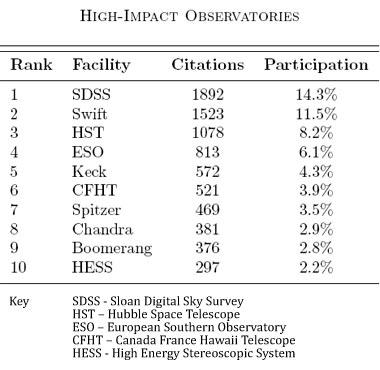 High-Impact Observatories
Rank Facility Citations Participation
1 SDSS 1892 14.3%
2 Swift 1523 11.5%
3 HST 1078 8.2%
4 ESO 813 6.1%
5 Keck 572 4.3%
6 CFHT 521 3.9%
7 Spitzer 469 3.5%
8 Chandra 381 2.9%
9 Boomerang 376 2.8%
10 HESS 297 2.2%
Key SDSS - Sloan Digital Sky Survey
HST – Hubble Space Telescope
ESO – European Southern Observatory
CFHT – Canada France Hawaii Telescope
HESS - High Energy Stereoscopic System